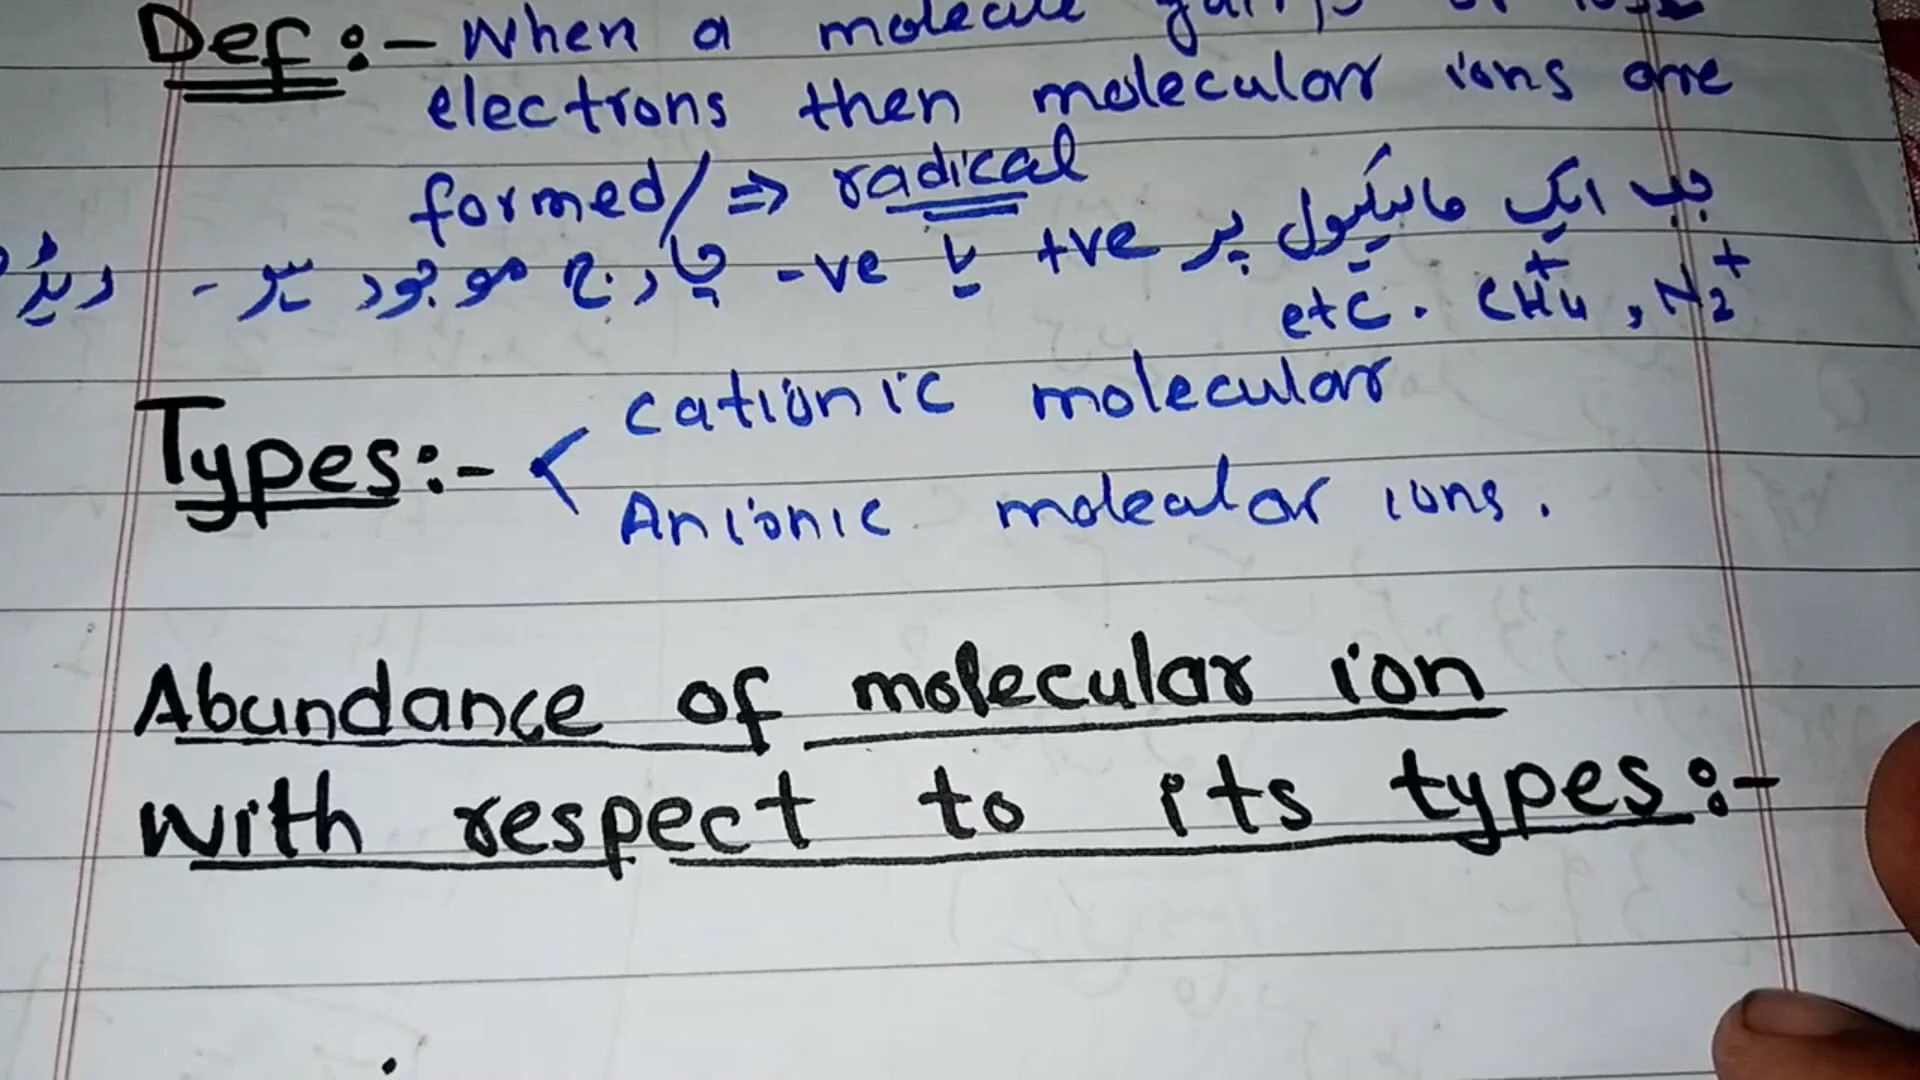 Def:- When a molecule gains or lose
electrons then molecular ions are
formed/ => radical
جب ایک مالیکیول پر +ve یا -ve چارج موجود ہو -
etc. CH4+, N2+
Types:- < cationic molecular
Anionic molecular ions.
Abundance of molecular ion
with respect to its types:-